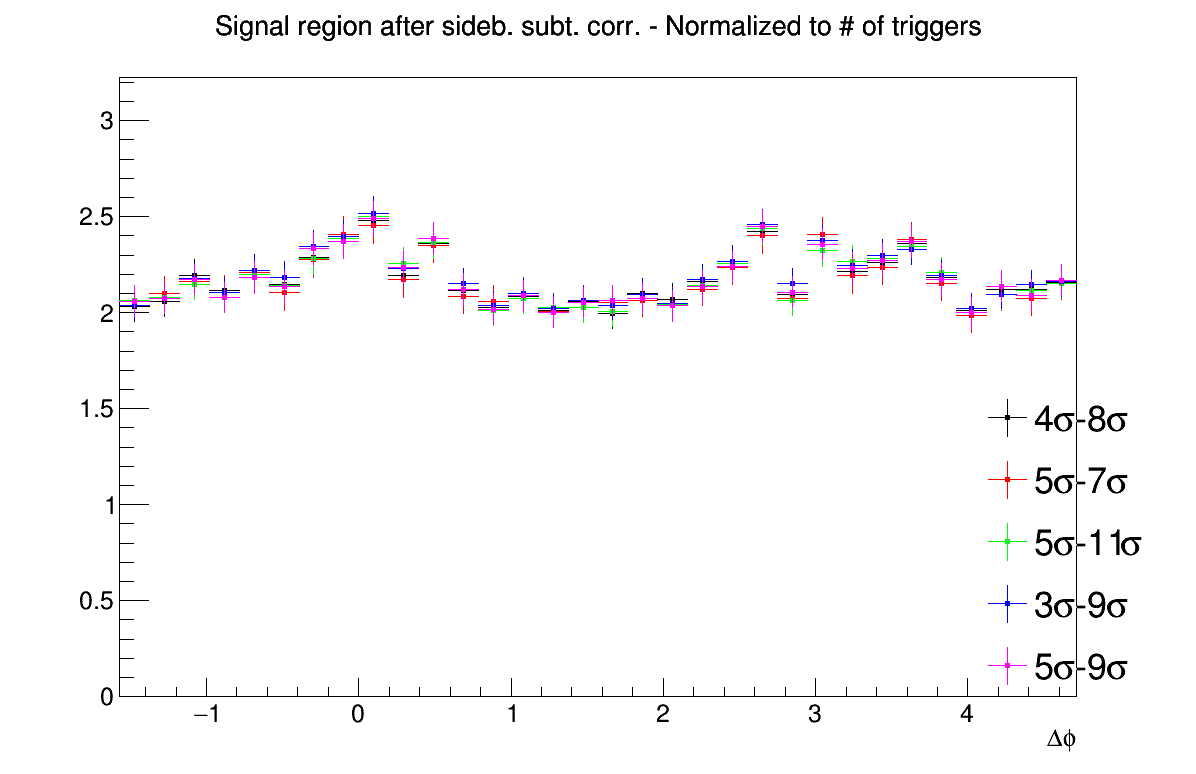 Signal region after sideb. subt. corr. - Normalized to # of triggers
3
2.5
2
1.5
1
0.5
0
4σ-8σ
5σ-7σ
5σ-11σ
3σ-9σ
5σ-9σ
−1 0 1 2 3 4
Δϕ